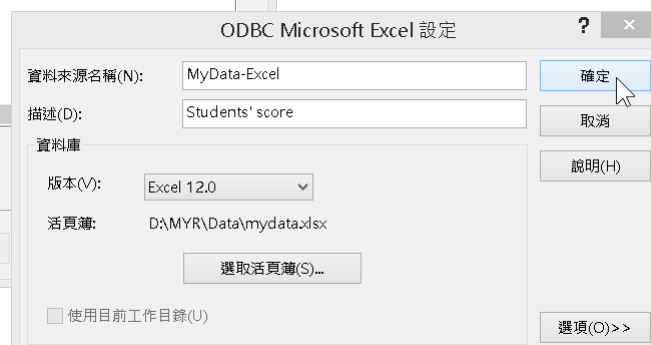 ODBC Microsoft Excel 設定
? ×
資料來源名稱(N): MyData-Excel 確定
描述(D): Students' score 取消
資料庫 說明(H)
版本(V): Excel 12.0
活頁簿: D:\MYR\Data\mydata.xlsx
選取活頁簿(S)...
使用目前工作目錄(U)
選項(O)>>